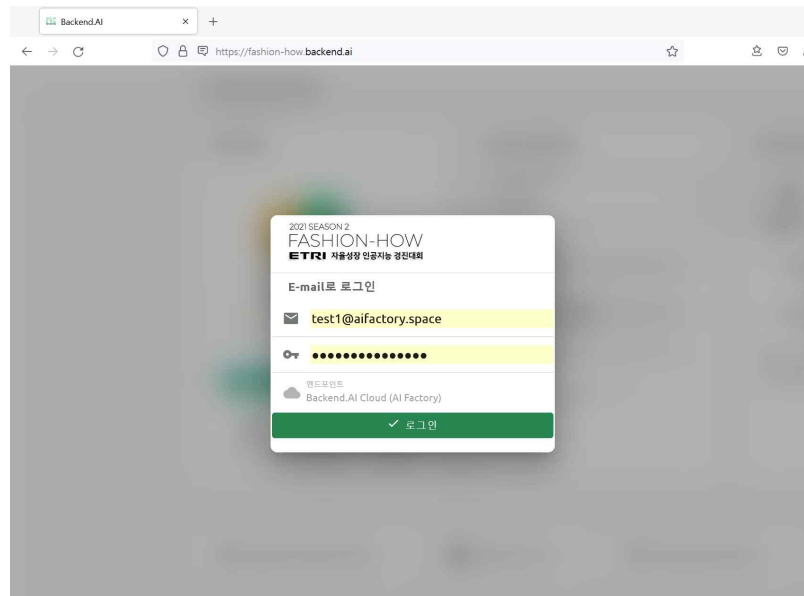 Backend.AI
https://fashion-how.backend.ai
2021 SEASON 2
FASHION-HOW
ETRI 자율성장 인공지능 경진대회
E-mail로 로그인
test1@aifactory.space
●●●●●●●●●●●●●●●
엔드포인트
Backend.AI Cloud (AI Factory)
로그인